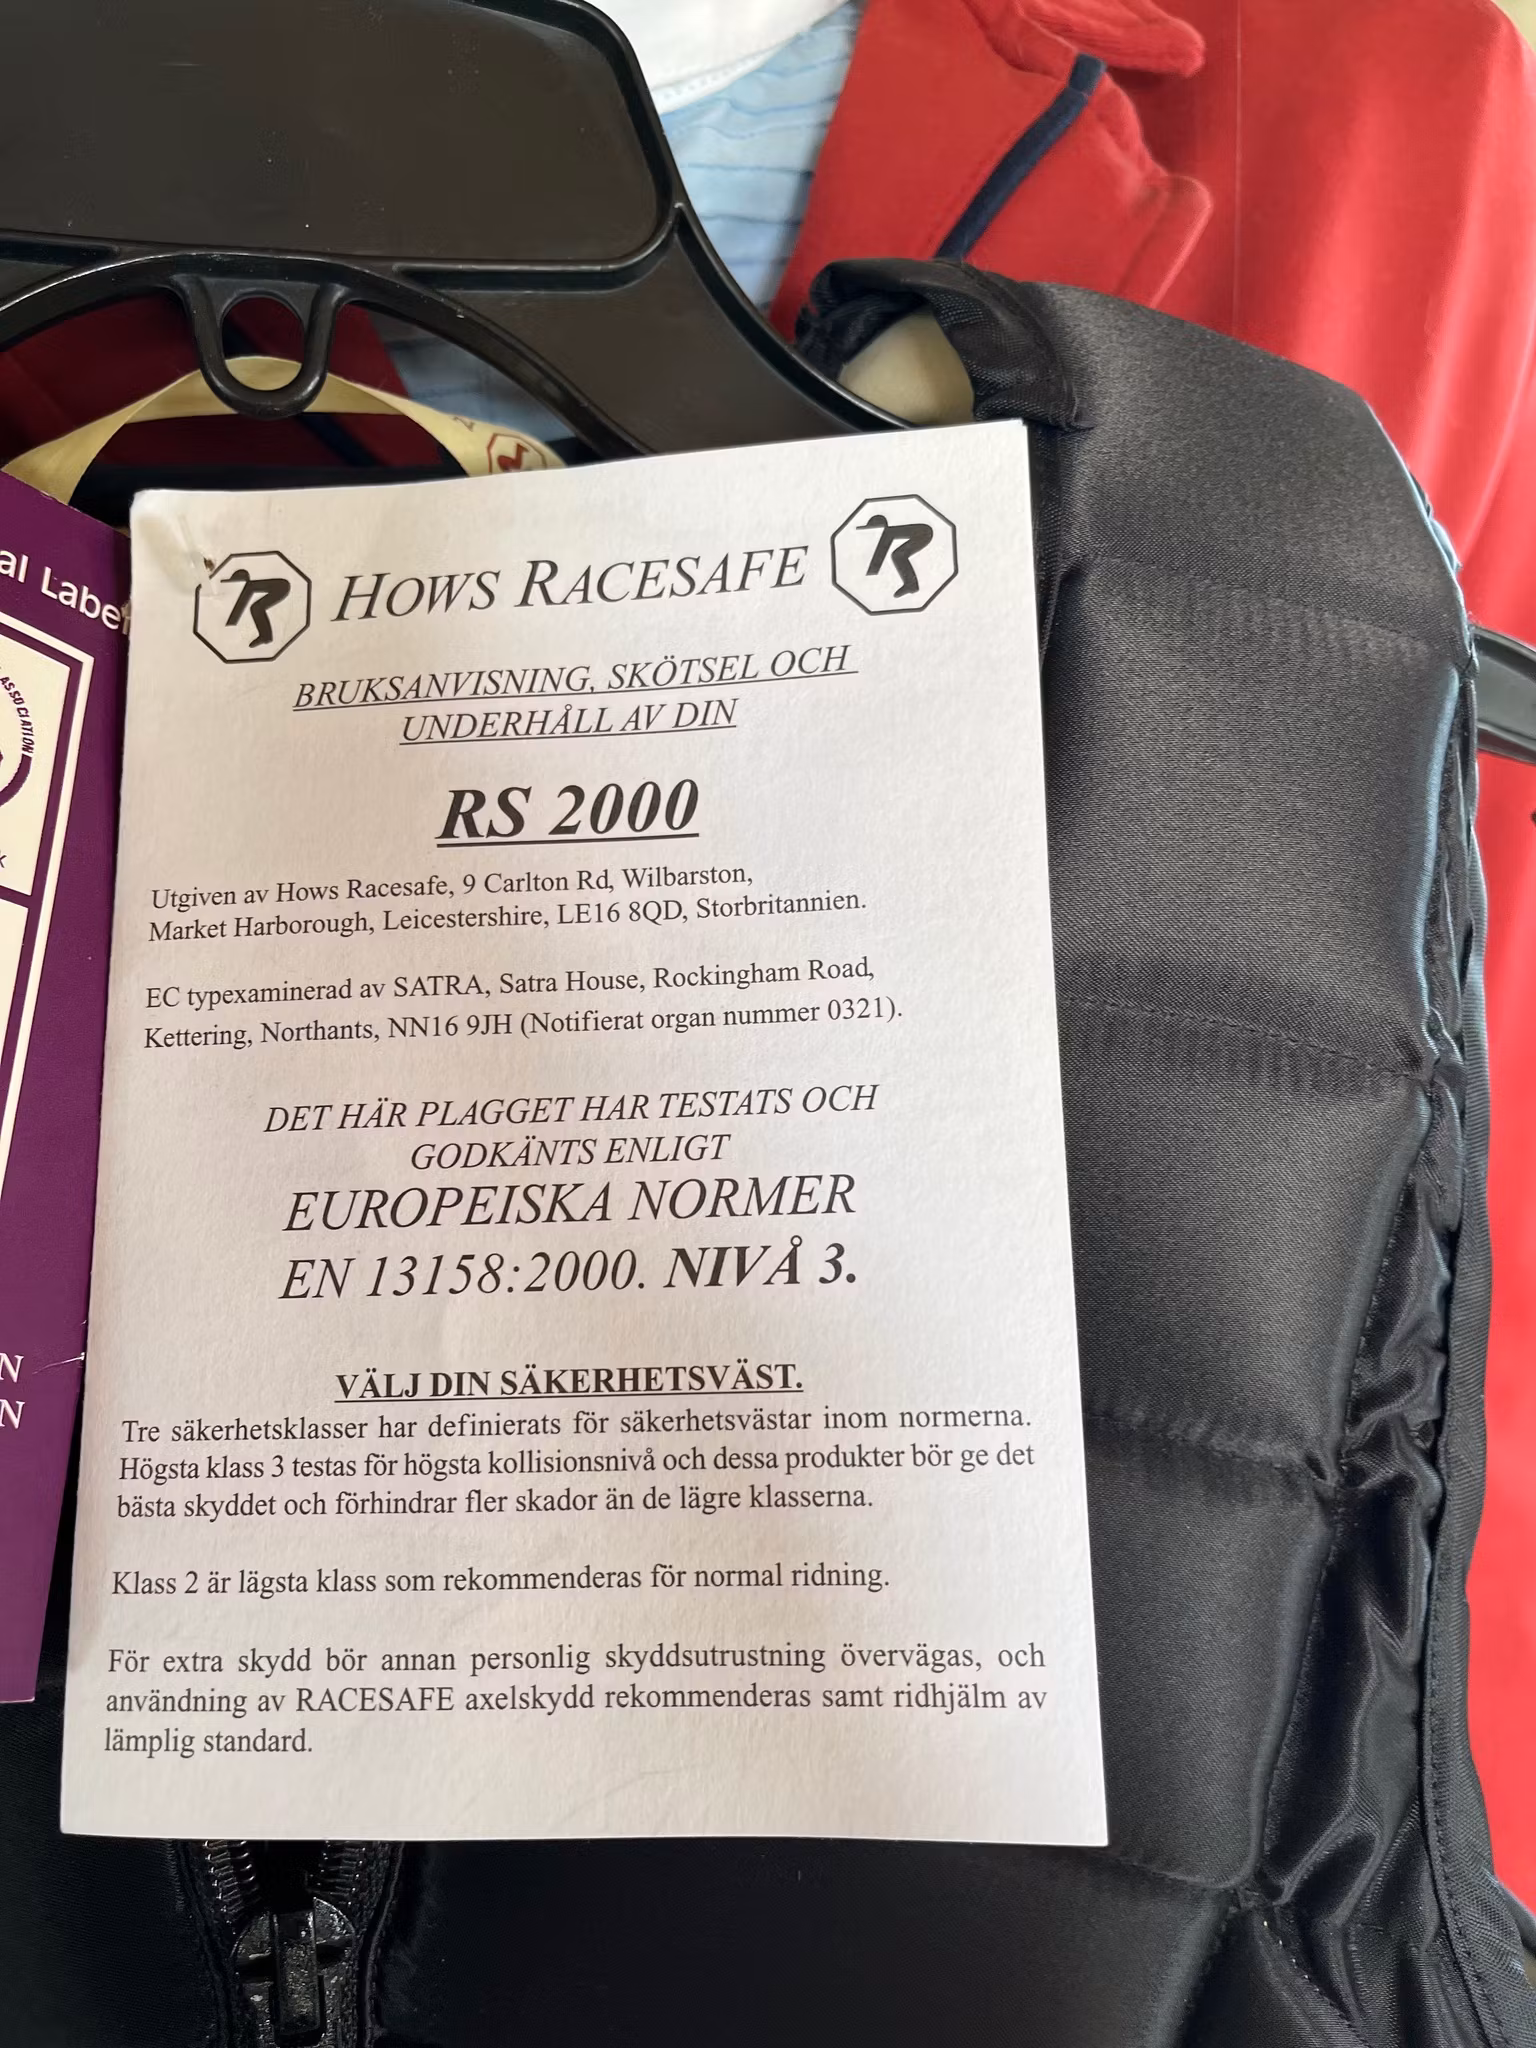 al Label
ASSOCIATION
k
N
N
HOWS RACESAFE
BRUKSANVISNING, SKÖTSEL OCH
UNDERHÅLL AV DIN
RS 2000
Utgiven av Hows Racesafe, 9 Carlton Rd, Wilbarston,
Market Harborough, Leicestershire, LE16 8QD, Storbritannien.
EC typexaminerad av SATRA, Satra House, Rockingham Road,
Kettering, Northants, NN16 9JH (Notifierat organ nummer 0321).
DET HÄR PLAGGET HAR TESTATS OCH
GODKÄNTS ENLIGT
EUROPEISKA NORMER
EN 13158:2000. NIVÅ 3.
VÄLJ DIN SÄKERHETSVÄST.
Tre säkerhetsklasser har definierats för säkerhetsvästar inom normerna.
Högsta klass 3 testas för högsta kollisionsnivå och dessa produkter bör ge det
bästa skyddet och förhindrar fler skador än de lägre klasserna.
Klass 2 är lägsta klass som rekommenderas för normal ridning.
För extra skydd bör annan personlig skyddsutrustning övervägas, och
användning av RACESAFE axelskydd rekommenderas samt ridhjälm av
lämplig standard.